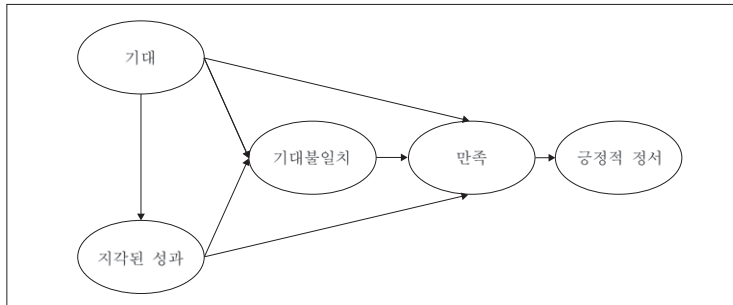 기대
기대불일치
만족
긍정적 정서
지각된 성과